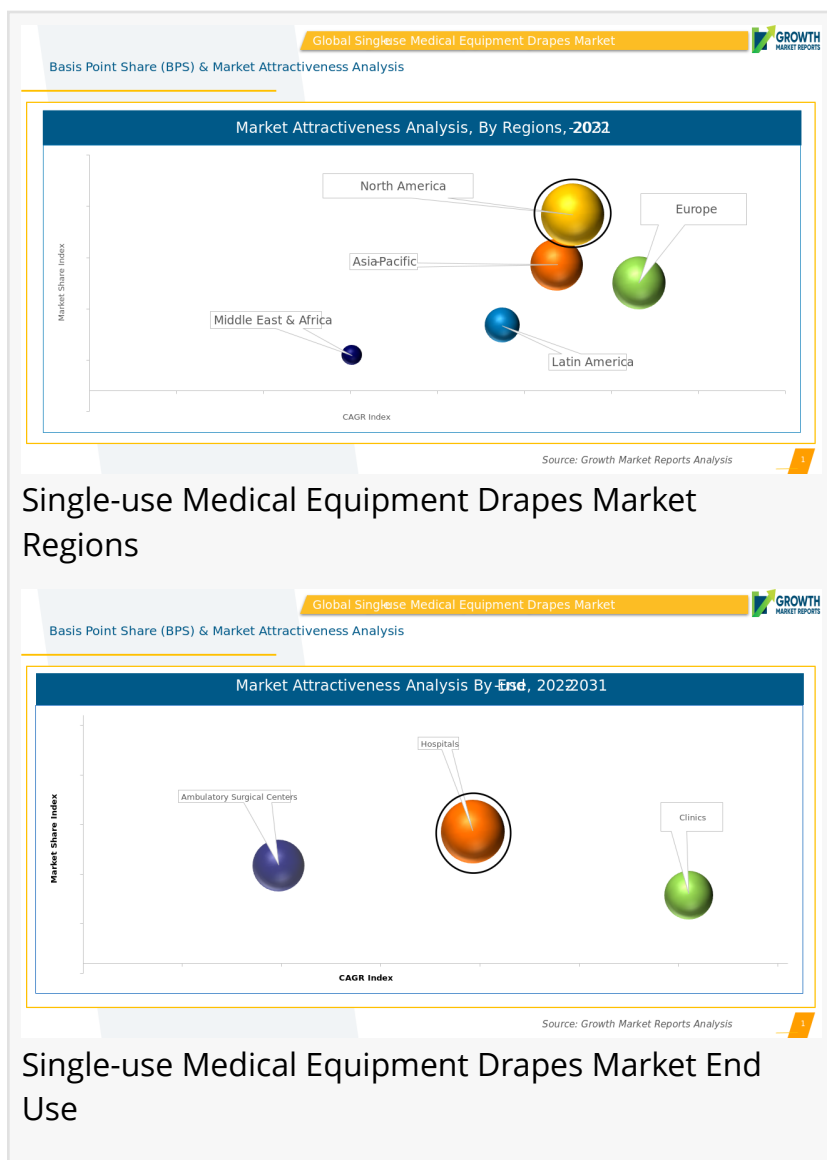 Global Single-use Medical Equipment Drapes Market
GROWTH
MARKET REPORTS
Basis Point Share (BPS) & Market Attractiveness Analysis
Market Attractiveness Analysis, By Regions,
North America
Europe
Asia-Pacific
Market Share Index
Middle East & Africa
Latin America
CAGR Index
Source: Growth Market Reports Analysis
1
Single-use Medical Equipment Drapes Market
Regions
Global Single-use Medical Equipment Drapes Market
GROWTH
MARKET REPORTS
Basis Point Share (BPS) & Market Attractiveness Analysis
Market Attractiveness Analysis By End-use, 2022-2031
Hospitals
Ambulatory Surgical Centers
Clinics
Market Share Index
CAGR Index
Source: Growth Market Reports Analysis
1
Single-use Medical Equipment Drapes Market End
Use